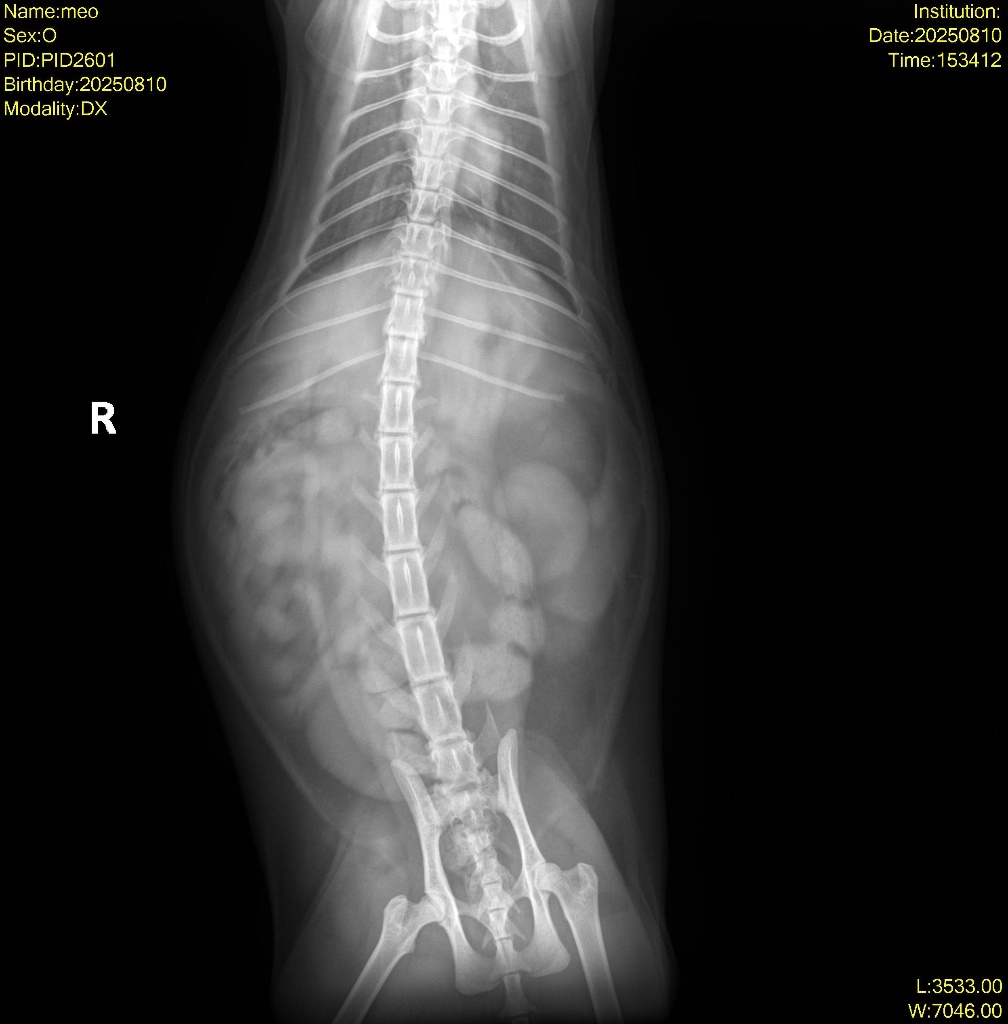 Name:meo
Sex:O
PID:PID2601
Birthday:20250810
Modality:DX
Institution:
Date:20250810
Time:153412
R
L:3533.00
W:7046.00